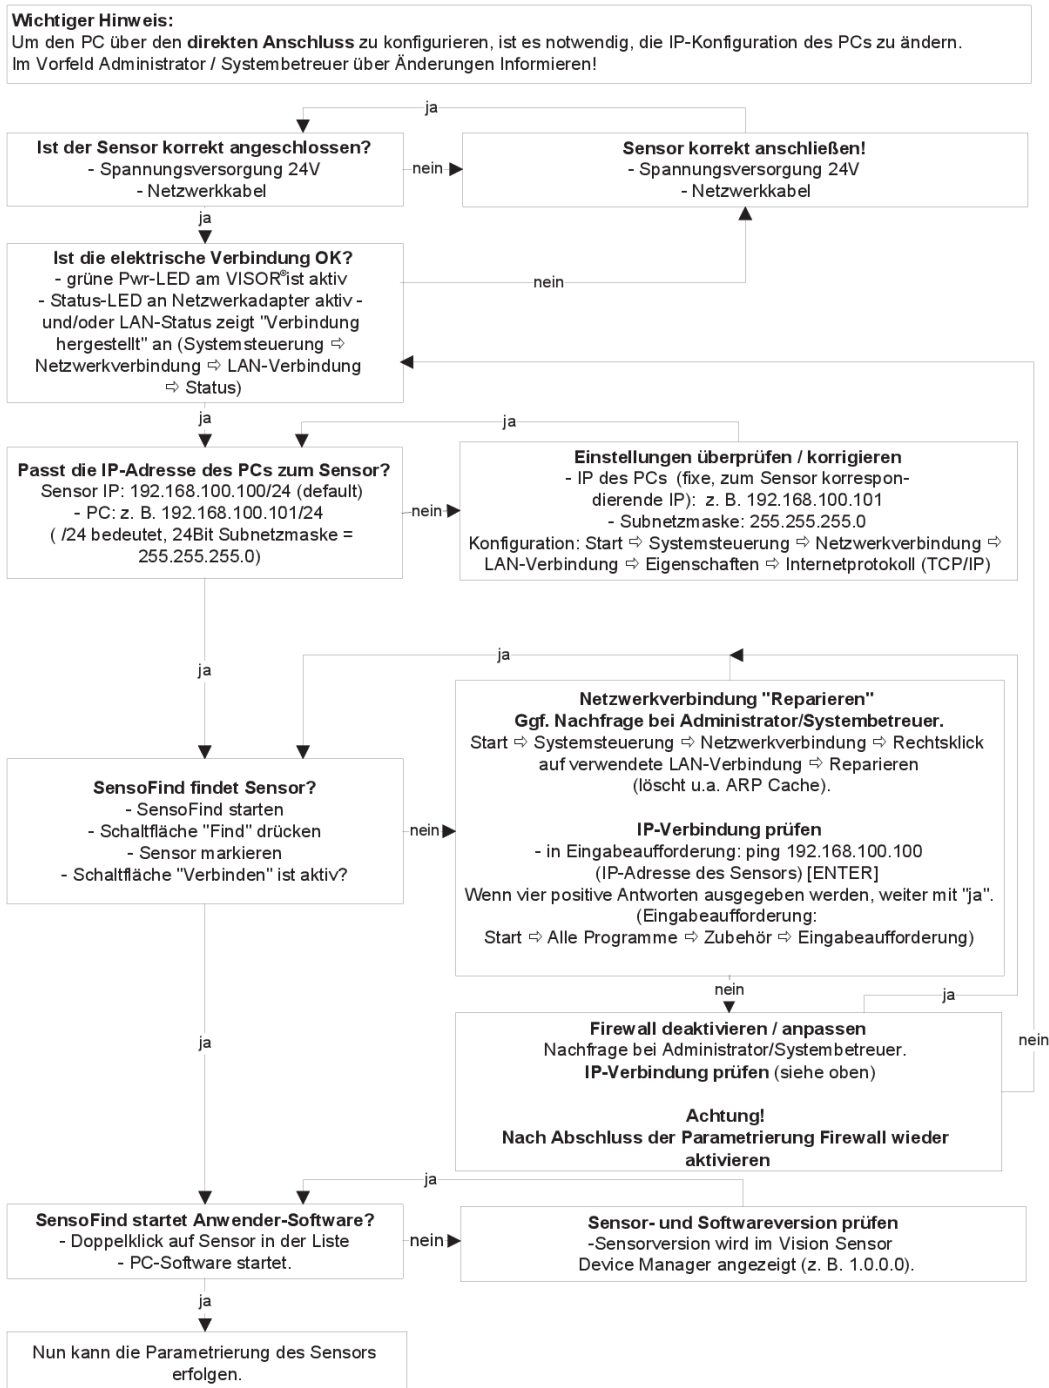 Wichtiger Hinweis:
Um den PC über den direkten Anschluss zu konfigurieren, ist es notwendig, die IP-Konfiguration des PCs zu ändern.
Im Vorfeld Administrator / Systembetreuer über Änderungen Informieren!
ja
Ist der Sensor korrekt angeschlossen?
- Spannungsversorgung 24V
- Netzwerkkabel
nein
Sensor korrekt anschließen!
- Spannungsversorgung 24V
- Netzwerkkabel
ja
Ist die elektrische Verbindung OK?
- grüne Pwr-LED am VISOR®ist aktiv
- Status-LED an Netzwerkadapter aktiv -
und/oder LAN-Status zeigt "Verbindung
hergestellt" an (Systemsteuerung ⇨
Netzwerkverbindung ⇨ LAN-Verbindung
⇨ Status)
nein
ja
ja
Passt die IP-Adresse des PCs zum Sensor?
Sensor IP: 192.168.100.100/24 (default)
- PC: z. B. 192.168.100.101/24
( /24 bedeutet, 24Bit Subnetzmaske =
255.255.255.0)
nein
Einstellungen überprüfen / korrigieren
- IP des PCs (fixe, zum Sensor korrespon-
dierende IP): z. B. 192.168.100.101
- Subnetzmaske: 255.255.255.0
Konfiguration: Start ⇨ Systemsteuerung ⇨ Netzwerkverbindung ⇨
LAN-Verbindung ⇨ Eigenschaften ⇨ Internetprotokoll (TCP/IP)
ja
ja
SensoFind findet Sensor?
- SensoFind starten
- Schaltfläche "Find" drücken
- Sensor markieren
- Schaltfläche "Verbinden" ist aktiv?
nein
Netzwerkverbindung "Reparieren"
Ggf. Nachfrage bei Administrator/Systembetreuer.
Start ⇨ Systemsteuerung ⇨ Netzwerkverbindung ⇨ Rechtsklick
auf verwendete LAN-Verbindung ⇨ Reparieren
(löscht u.a. ARP Cache).
IP-Verbindung prüfen
- in Eingabeaufforderung: ping 192.168.100.100
(IP-Adresse des Sensors) [ENTER]
Wenn vier positive Antworten ausgegeben werden, weiter mit "ja".
(Eingabeaufforderung:
Start ⇨ Alle Programme ⇨ Zubehör ⇨ Eingabeaufforderung)
nein
ja
ja
Firewall deaktivieren / anpassen
Nachfrage bei Administrator/Systembetreuer.
IP-Verbindung prüfen (siehe oben)
Achtung!
Nach Abschluss der Parametrierung Firewall wieder
aktivieren
nein
ja
SensoFind startet Anwender-Software?
- Doppelklick auf Sensor in der Liste
- PC-Software startet.
nein
Sensor- und Softwareversion prüfen
-Sensorversion wird im Vision Sensor
Device Manager angezeigt (z. B. 1.0.0.0).
ja
Nun kann die Parametrierung des Sensors
erfolgen.